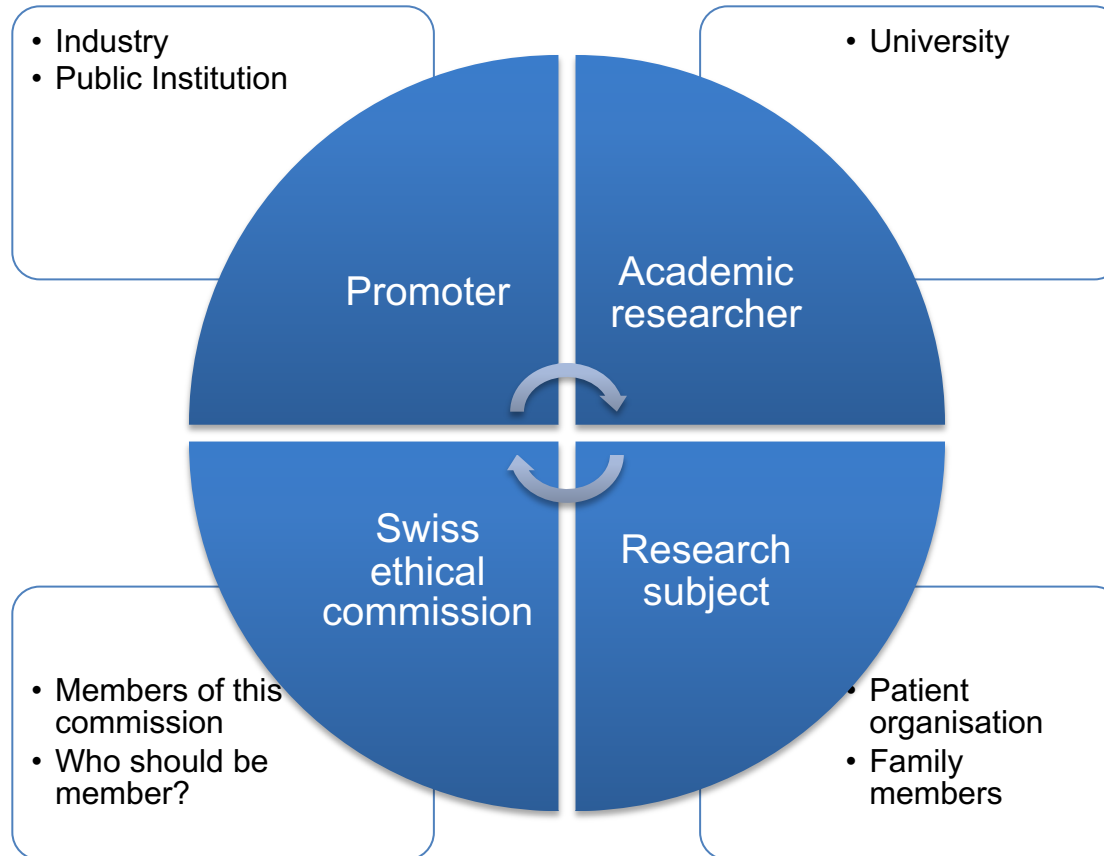 • Industry
• Public Institution
• University
Promoter
Academic
researcher
Swiss
ethical
commission
Research
subject
• Members of this
commission
• Who should be
member?
• Patient
organisation
• Family
members